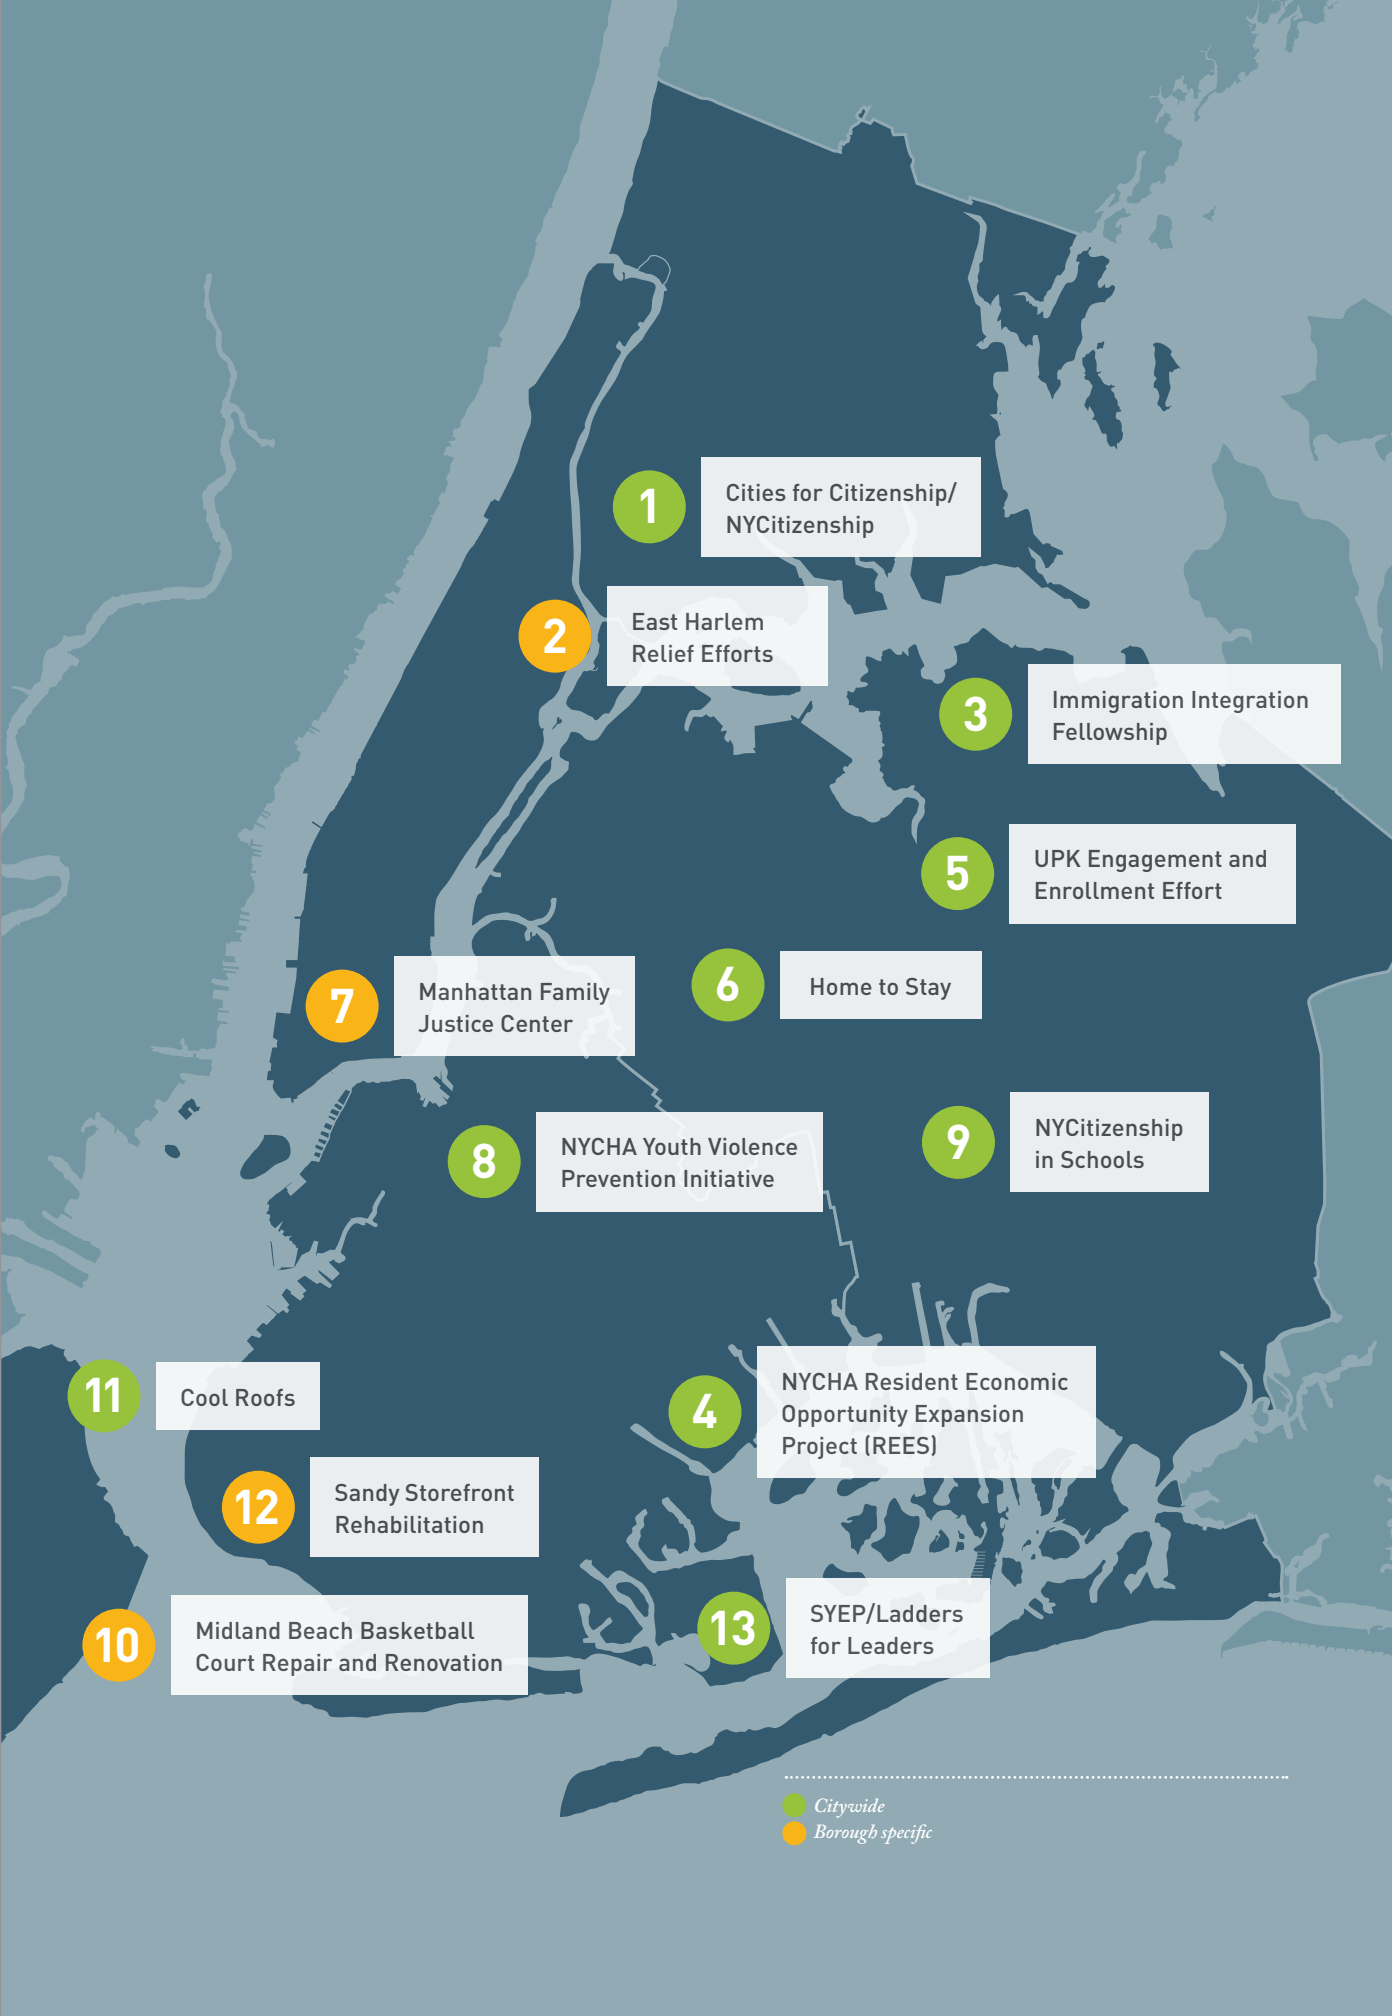 1
Cities for Citizenship/
NYCitizenship
2
East Harlem
Relief Efforts
3
Immigration Integration
Fellowship
5
UPK Engagement and
Enrollment Effort
6
Home to Stay
7
Manhattan Family
Justice Center
8
NYCHA Youth Violence
Prevention Initiative
9
NYCitizenship
in Schools
11
Cool Roofs
4
NYCHA Resident Economic
Opportunity Expansion
Project (REES)
12
Sandy Storefront
Rehabilitation
10
Midland Beach Basketball
Court Repair and Renovation
13
SYEP/Ladders
for Leaders
Citywide
Borough specific